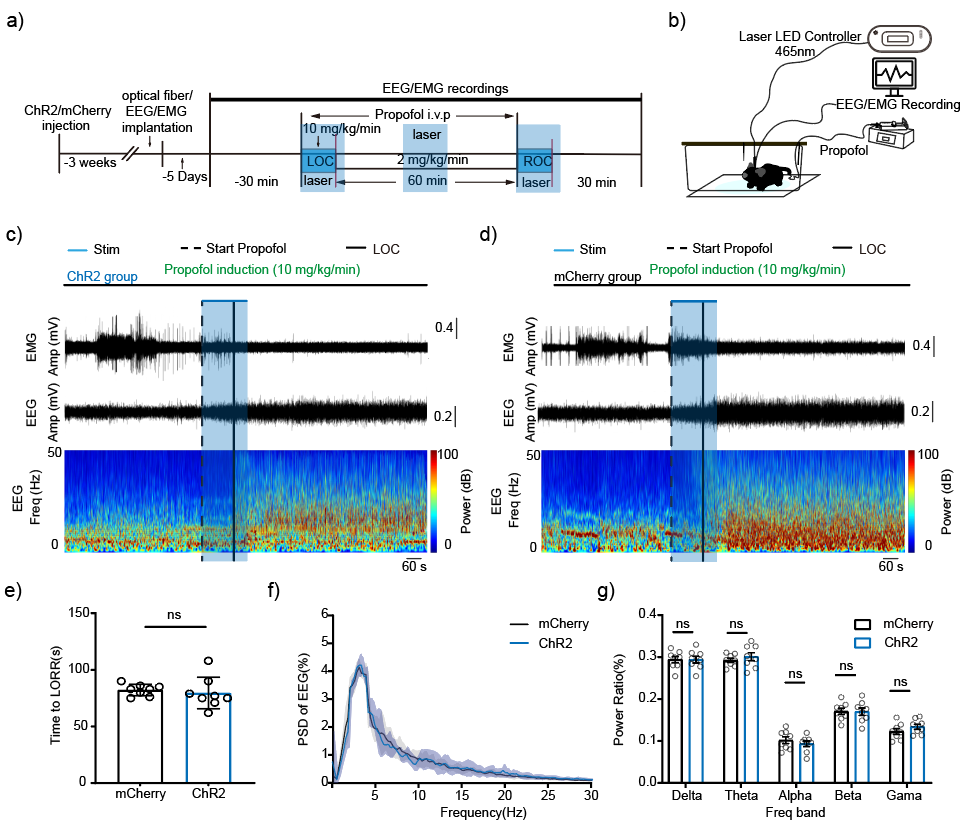 a)
EEG/EMG recordings
optical fiber/
EEG/EMG
implantation
ChR2/mCherry
injection
Propofol i.v.p
10 mg/kg/min
laser
LOC
2 mg/kg/min
ROC
-3 weeks
-5 Days
-30 min
laser
60 min
laser
30 min
b)
Laser LED Controller
465nm
EEG/EMG Recording
Propofol
c)
Stim
Start Propofol
LOC
ChR2 group
Propofol induction (10 mg/kg/min)
EMG
Amp (mV)
0.4
EEG
Amp (mV)
0.2
EEG
Freq (Hz)
50
0
100
0
Power (dB)
60 s
d)
Stim
Start Propofol
LOC
mCherry group
Propofol induction (10 mg/kg/min)
EMG
Amp (mV)
0.4
EEG
Amp (mV)
0.2
EEG
Freq (Hz)
50
0
100
0
Power (dB)
60 s
e)
Time to LORR(s)
150
100
50
0
ns
mCherry
ChR2
f)
PSD of EEG(%)
6
5
4
3
2
1
0
mCherry
ChR2
5
10
15
20
25
30
Frequency(Hz)
g)
Power Ratio(%)
0.4
0.3
0.2
0.1
0.0
mCherry
ChR2
ns
ns
ns
ns
ns
Delta
Theta
Alpha
Beta
Gama
Freq band